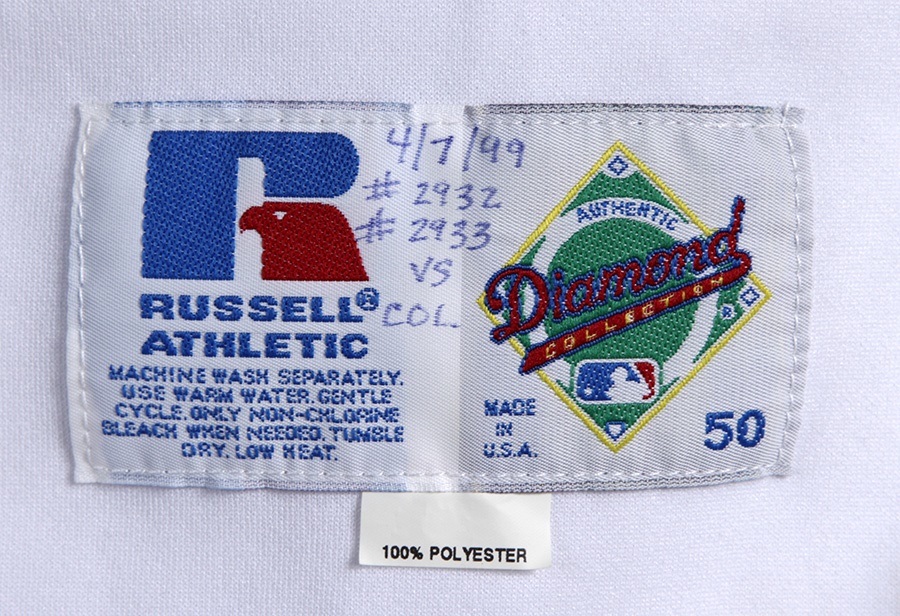 4/7/99
# 2932
# 2933
VS
COL.
RUSSELL®
ATHLETIC
MACHINE WASH SEPARATELY.
USE WARM WATER. GENTLE
CYCLE. ONLY NON-CHLORINE
BLEACH WHEN NEEDED. TUMBLE
DRY. LOW HEAT.
AUTHENTIC
Diamond
COLLECTION
®
MADE
IN
U.S.A.
50
100% POLYESTER